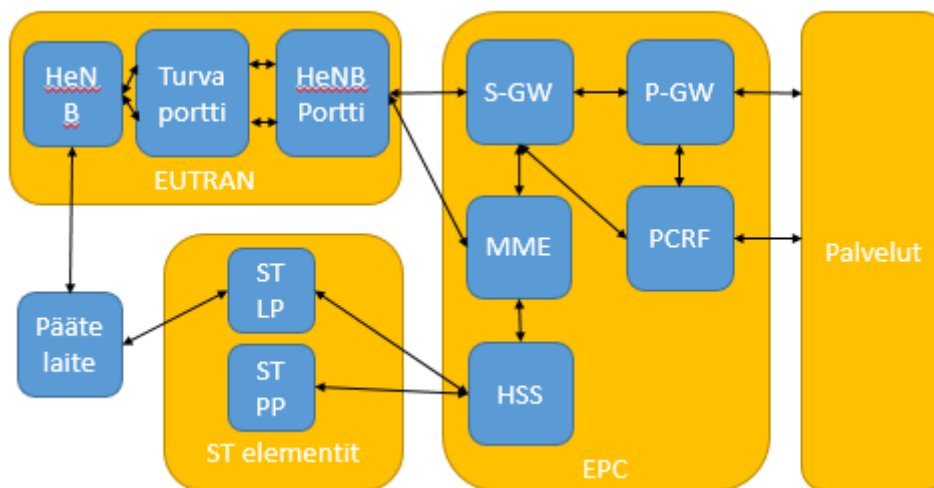 HeN
B
Turva
portti
HeNB
Portti
EUTRAN
S-GW
P-GW
MME
PCRF
HSS
EPC
Palvelut
Pääte
laite
ST
LP
ST
PP
ST elementit